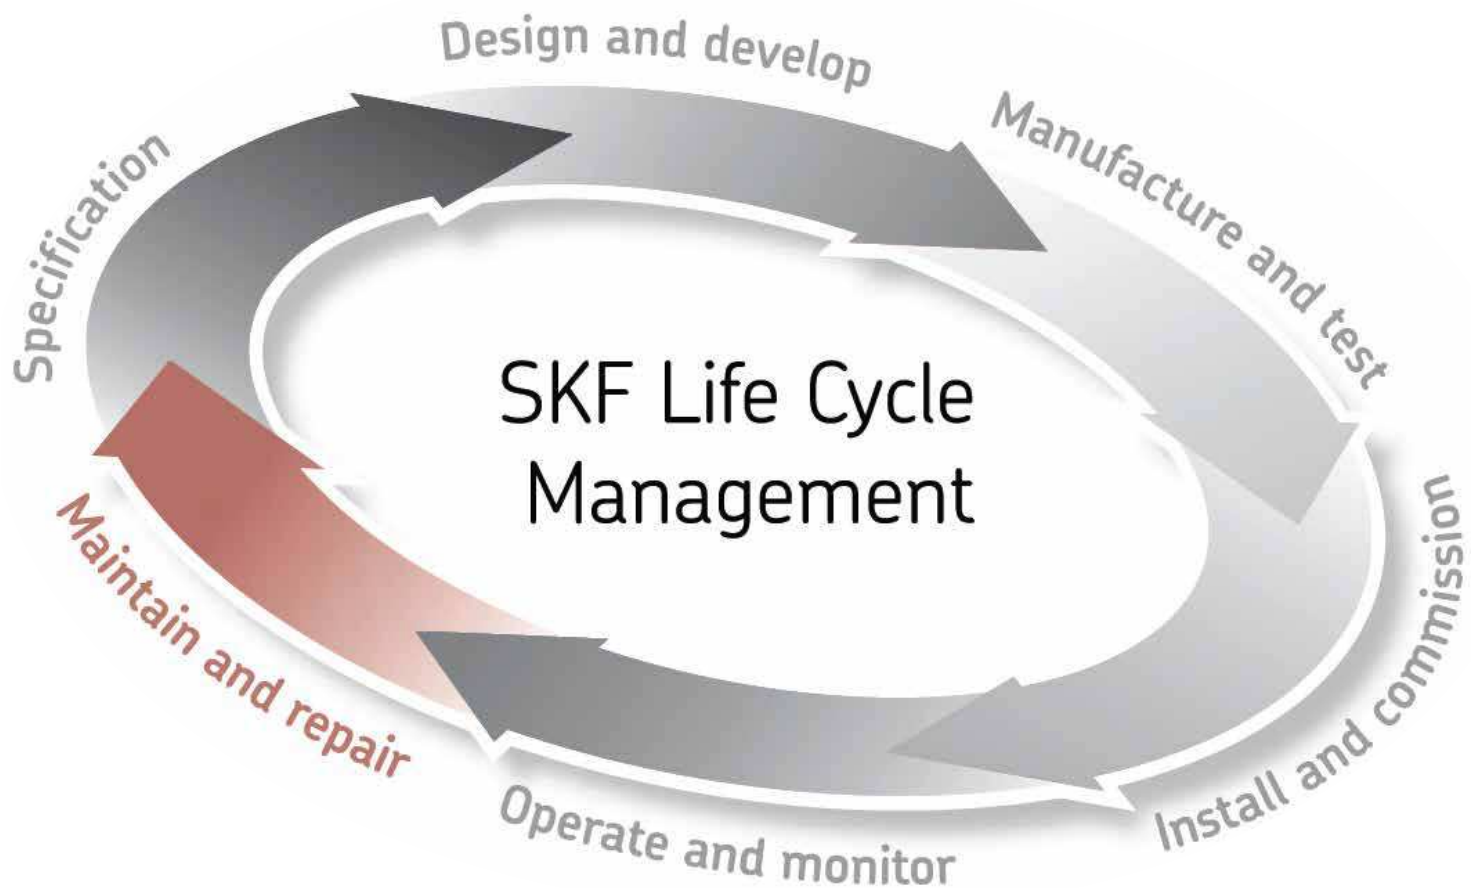 Design and develop
Manufacture and test
Specification
SKF Life Cycle
Management
Install and commission
Maintain and repair
Operate and monitor